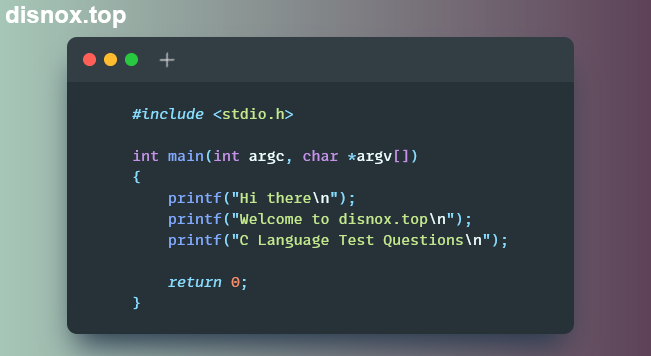 disnox.top
#include <stdio.h>
int main(int argc, char *argv[])
{
printf("Hi there\n");
printf("Welcome to disnox.top\n");
printf("C Language Test Questions\n");
return 0;
}